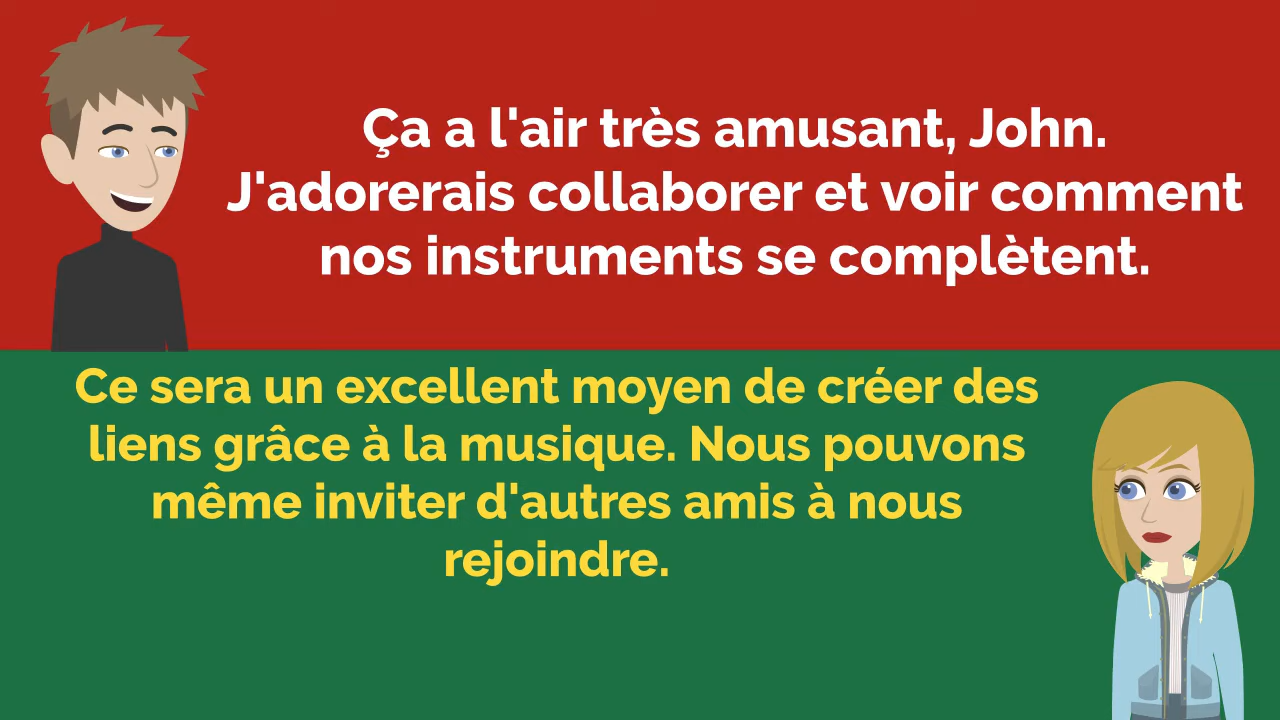 Ça a l'air très amusant, John.
J'adorerais collaborer et voir comment
nos instruments se complètent.
Ce sera un excellent moyen de créer des
liens grâce à la musique. Nous pouvons
même inviter d'autres amis à nous
rejoindre.